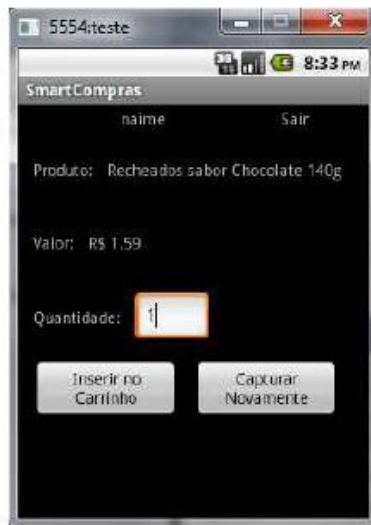 5554:teste
3G 8:33 PM
SmartCompras
naime Sair
Produto: Recheados sabor Chocolate 140g
Valor: R$ 1.59
Quantidade: 1
Inserir no Capturar
Carrinho Novamente